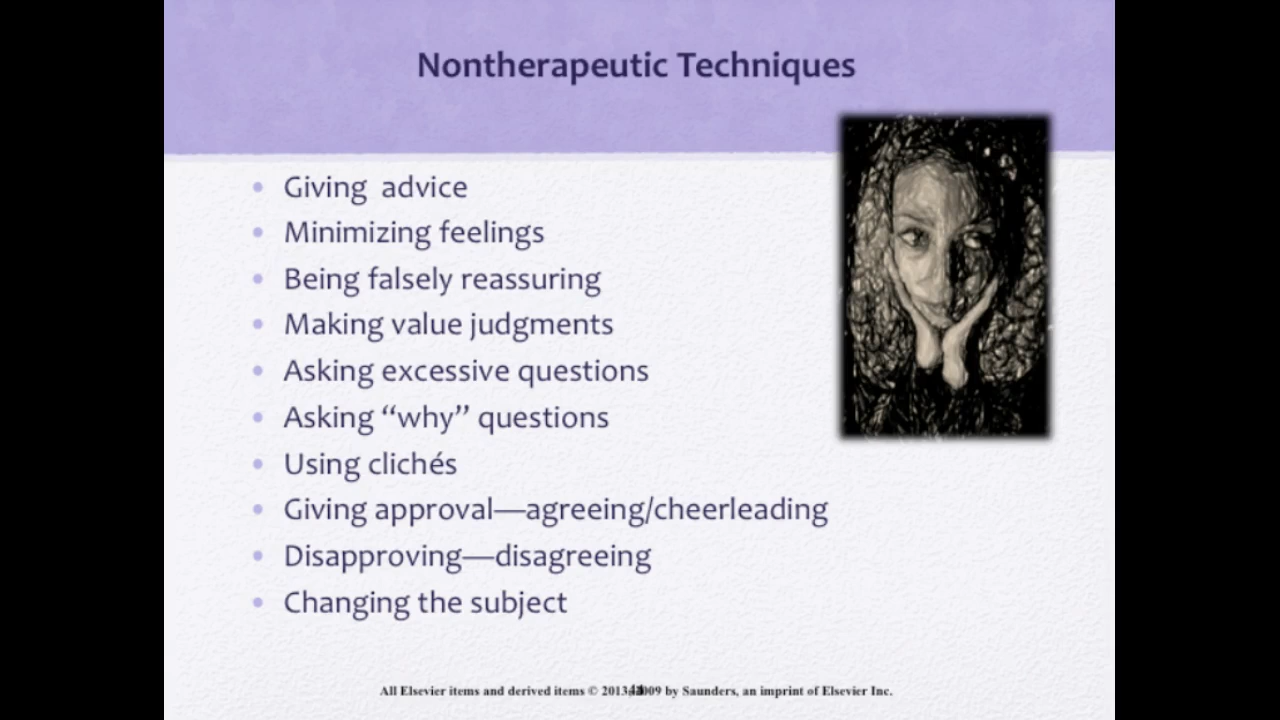 Nontherapeutic Techniques
• Giving advice
• Minimizing feelings
• Being falsely reassuring
• Making value judgments
• Asking excessive questions
• Asking “why” questions
• Using clichés
• Giving approval—agreeing/cheerleading
• Disapproving—disagreeing
• Changing the subject
All Elsevier items and derived items © 2013, 2009 by Saunders, an imprint of Elsevier Inc.